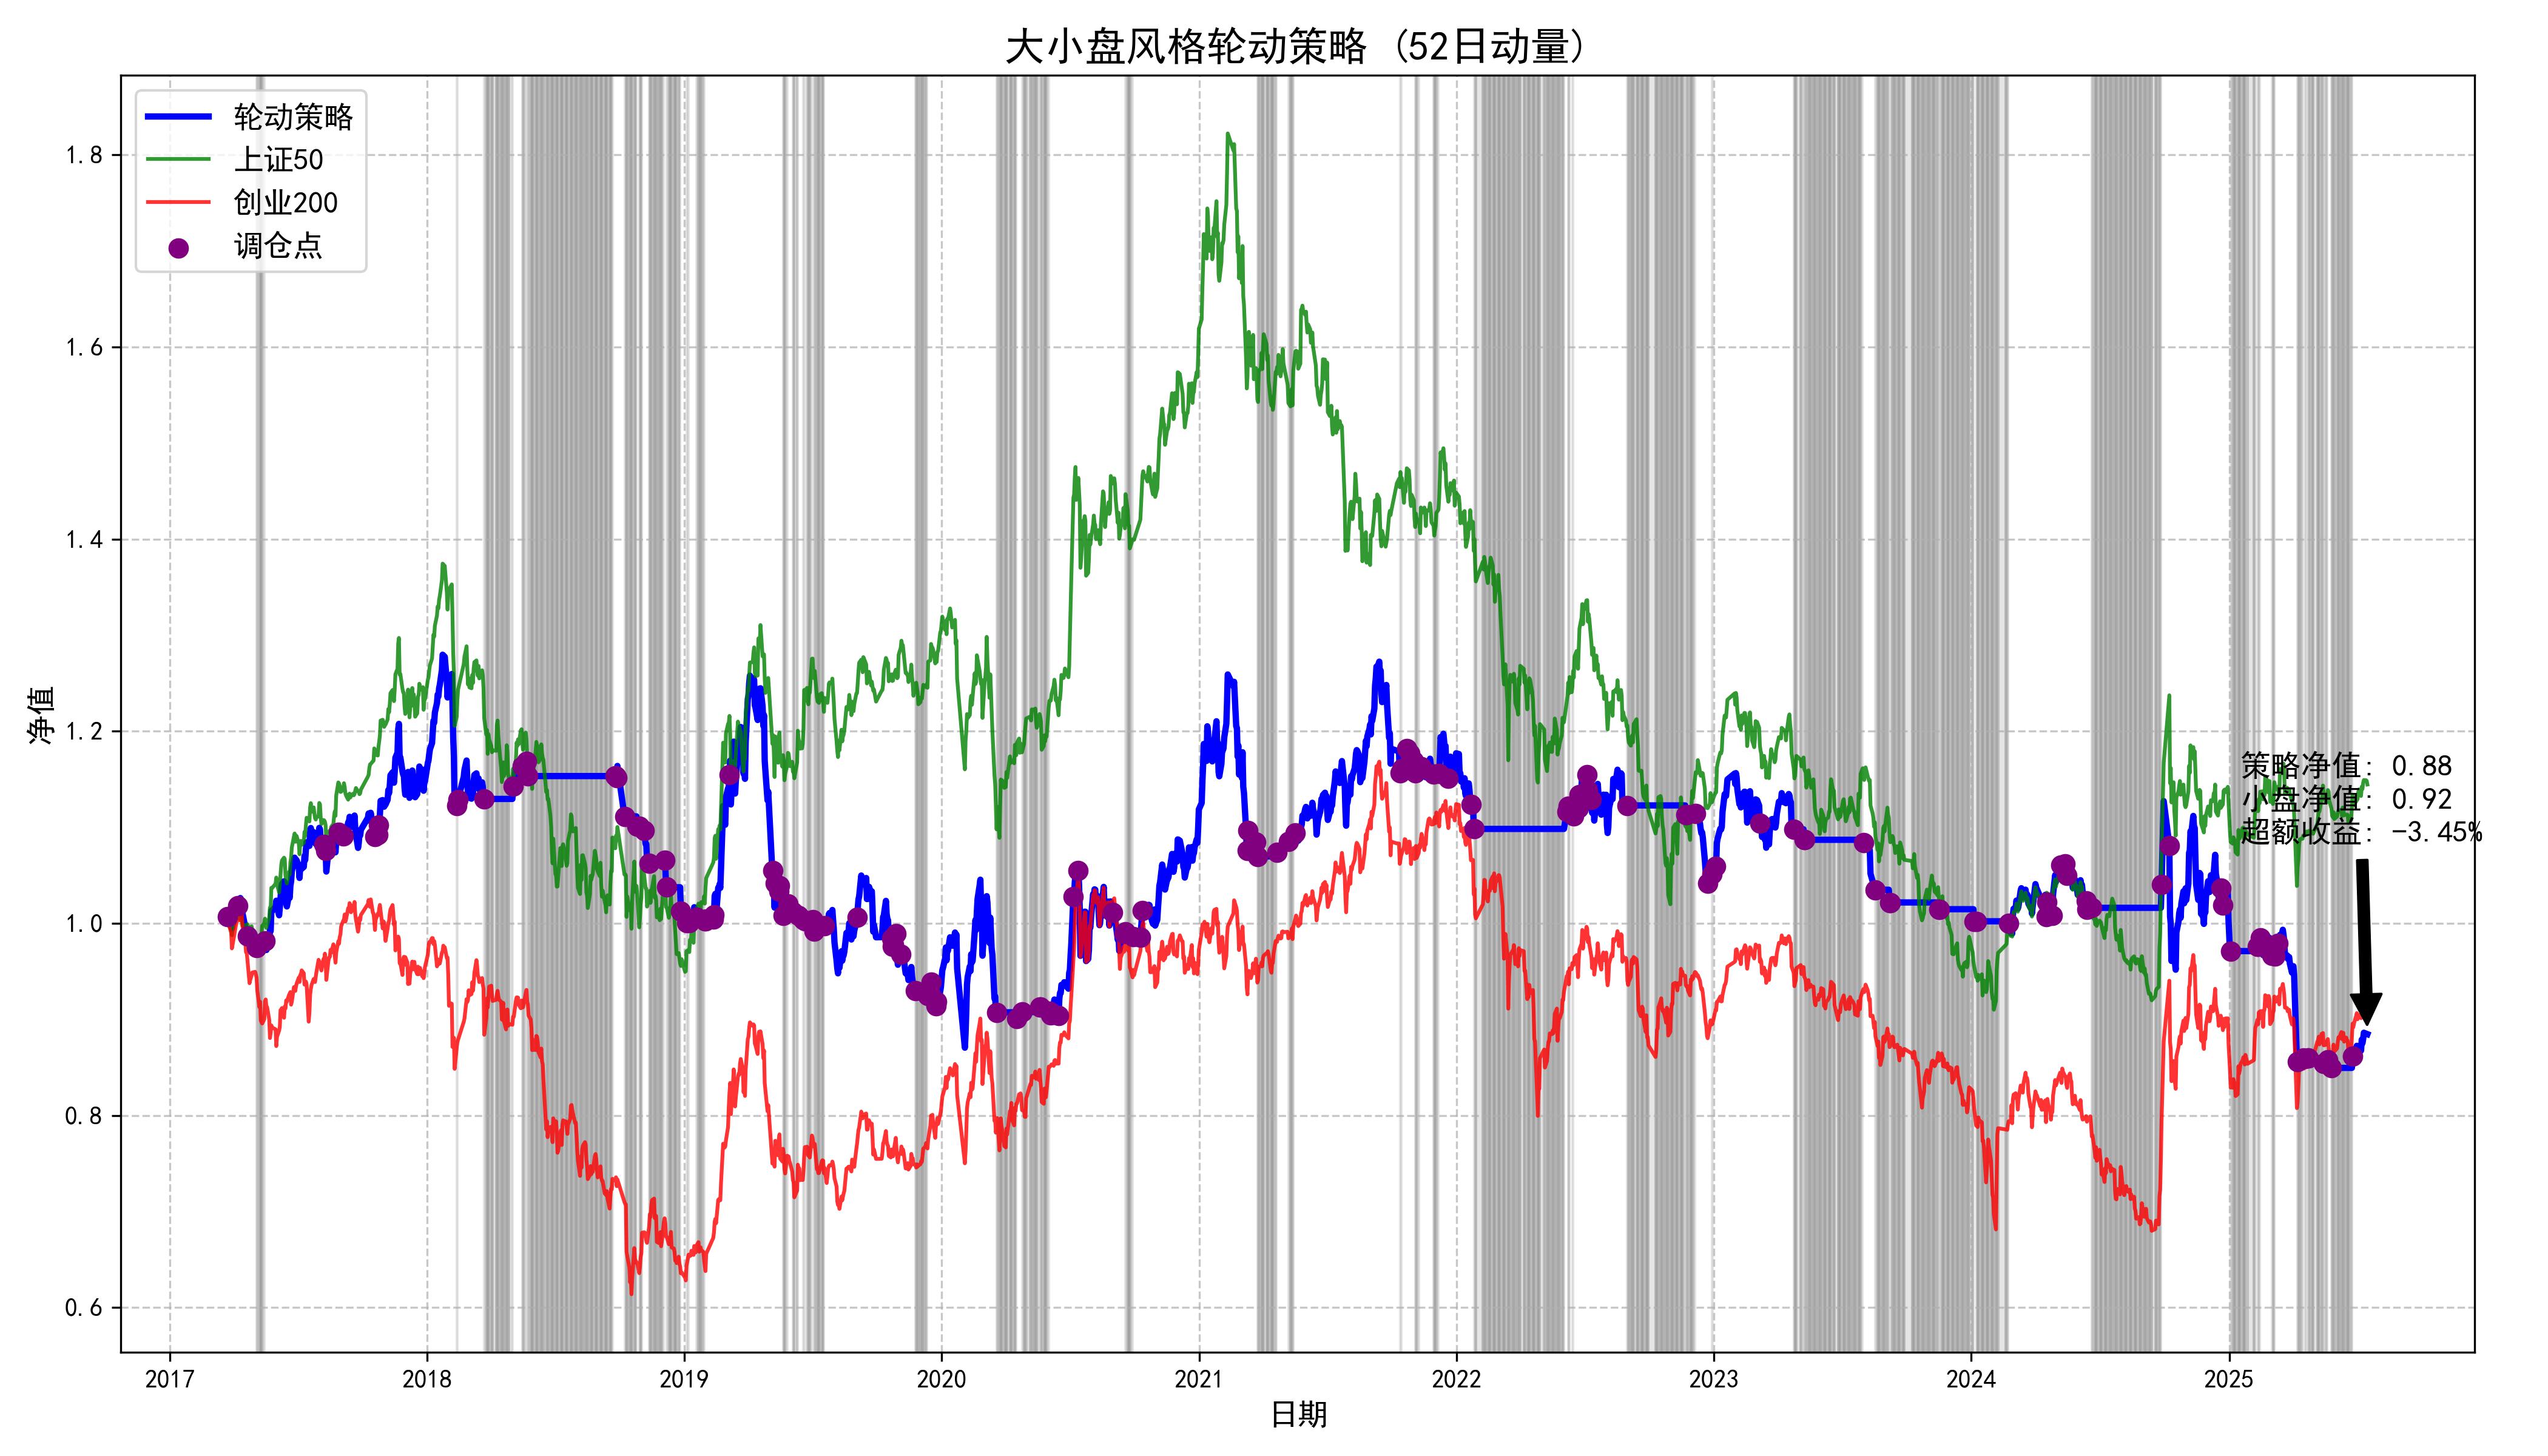 大小盘风格轮动策略 (52日动量)
轮动策略
上证50
创业200
调仓点
净值
1.8
1.6
1.4
1.2
1.0
0.8
0.6
策略净值: 0.88
小盘净值: 0.92
超额收益: -3.45%
2017
2018
2019
2020
2021
2022
2023
2024
2025
日期